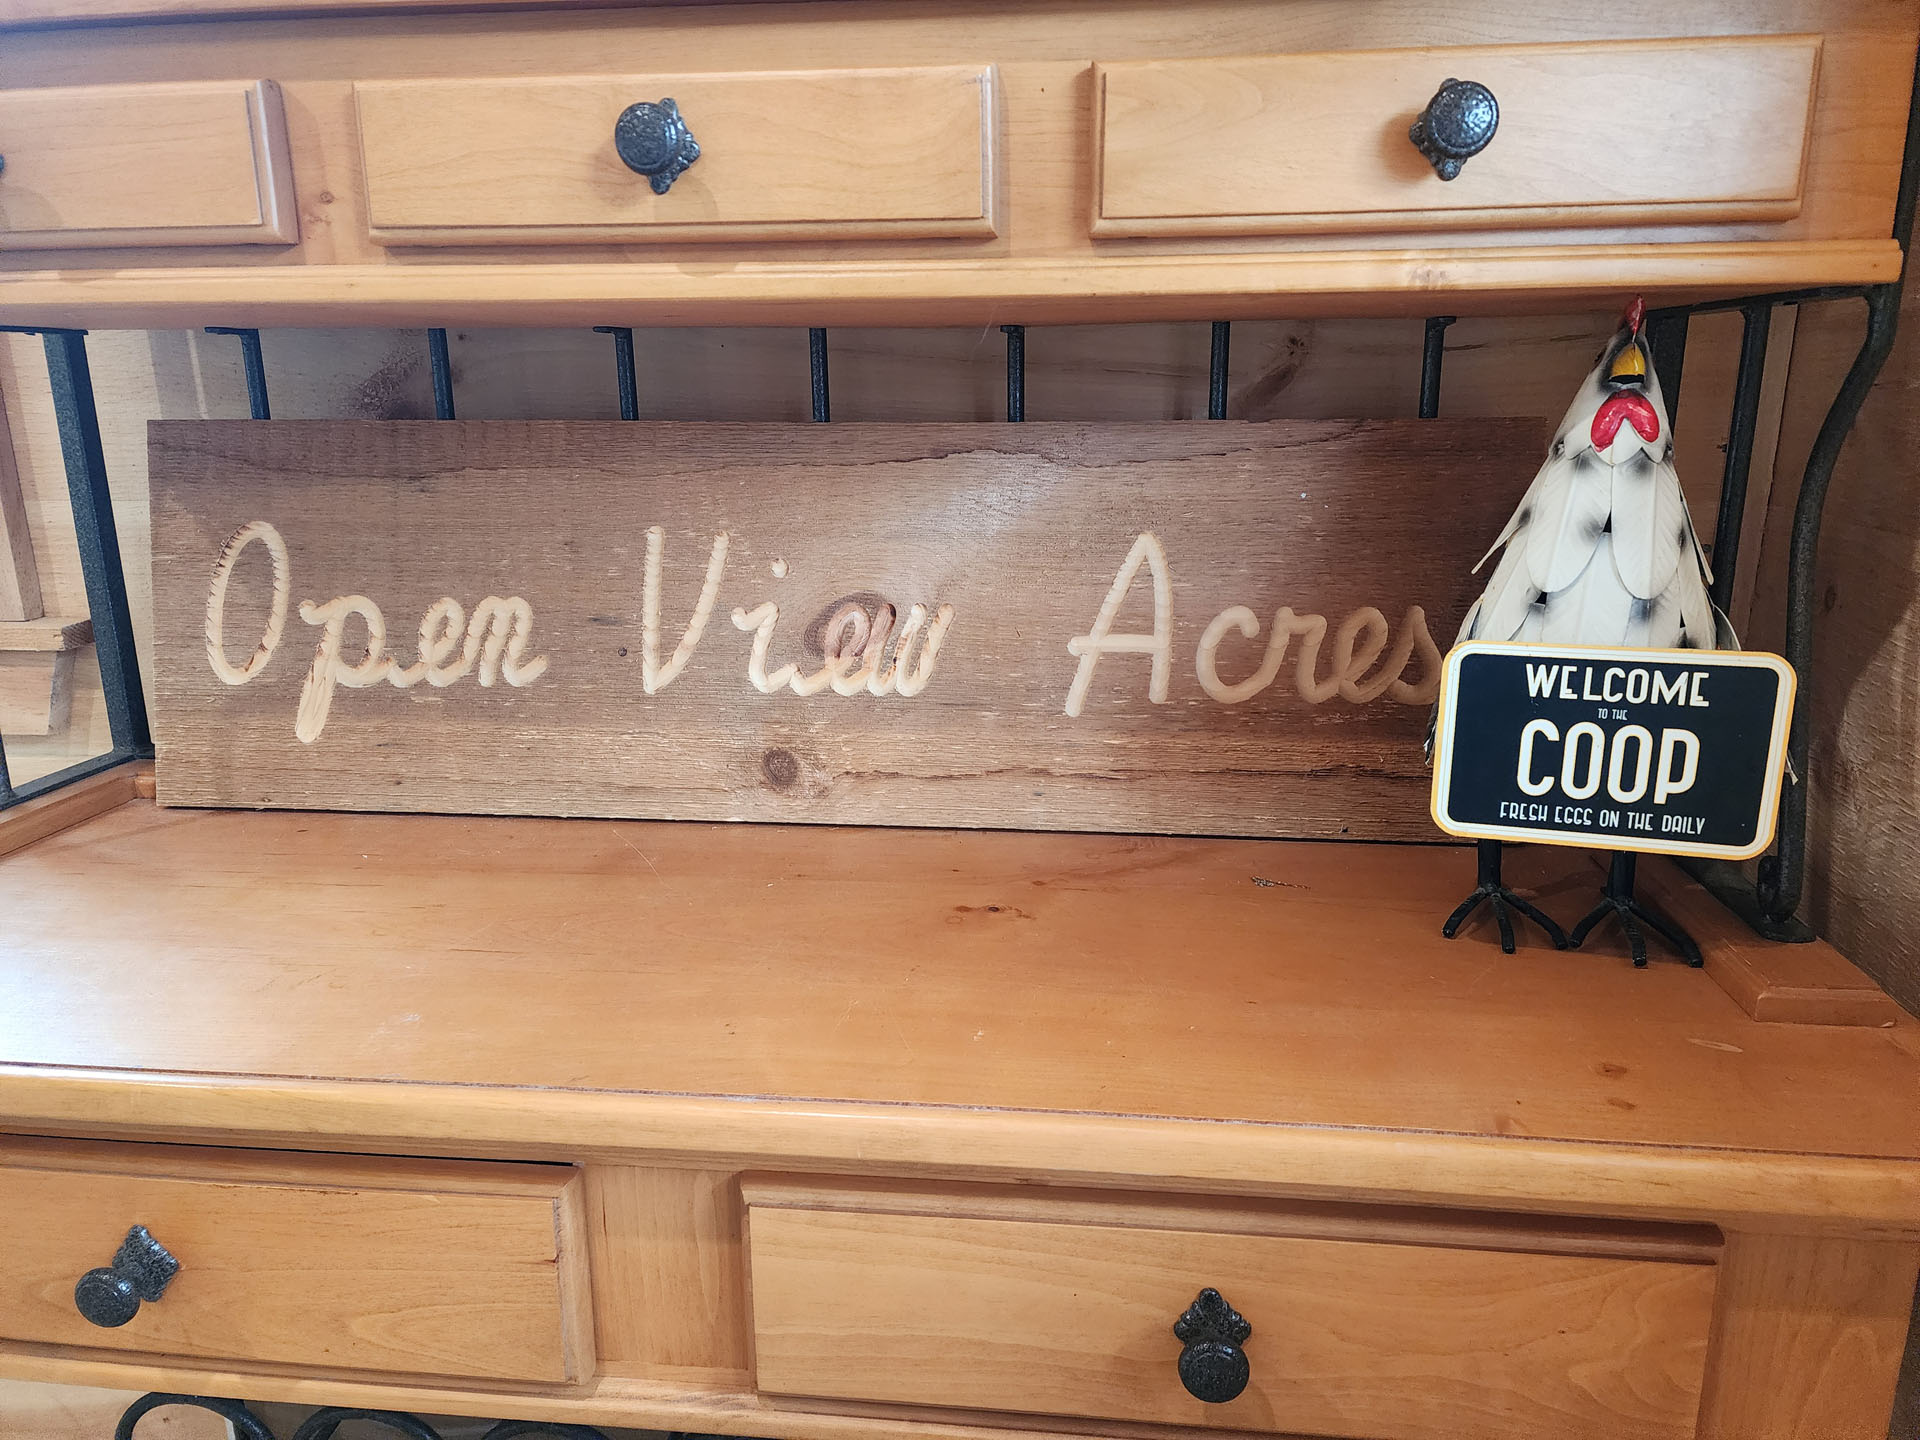 Open View Acres
WELCOME
TO THE
COOP
FRESH EGGS ON THE DAILY